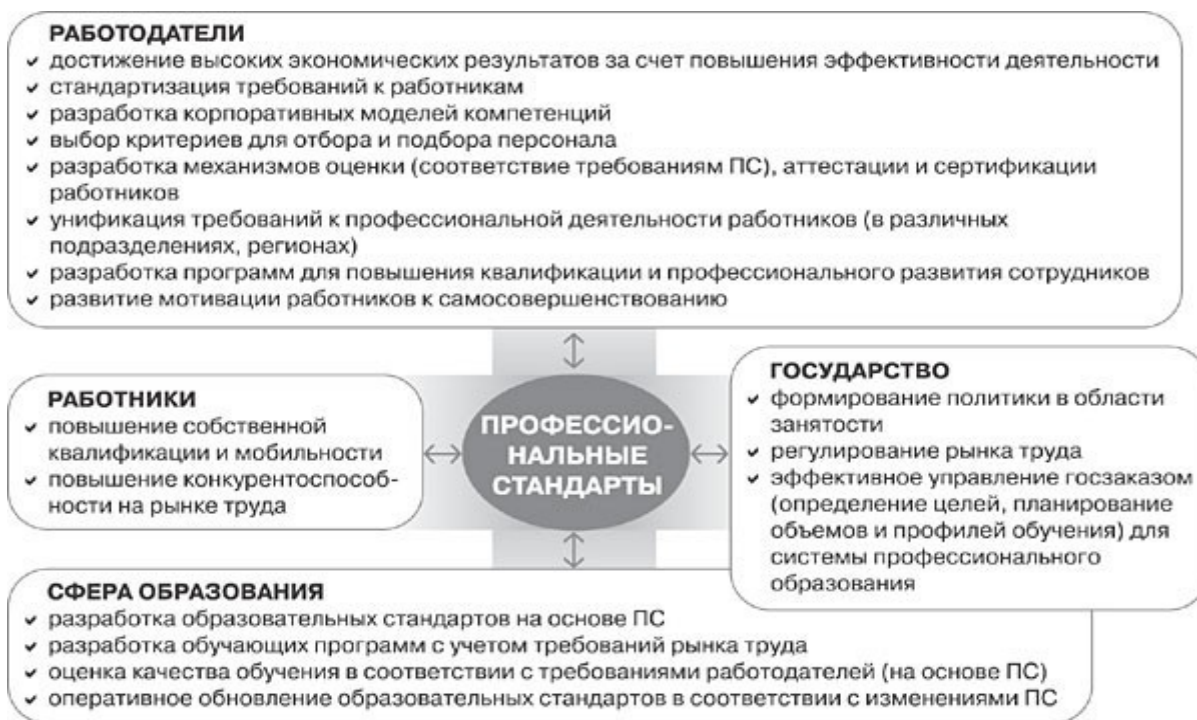 РАБОТОДАТЕЛИ
✓ достижение высоких экономических результатов за счет повышения эффективности деятельности
✓ стандартизация требований к работникам
✓ разработка корпоративных моделей компетенций
✓ выбор критериев для отбора и подбора персонала
✓ разработка механизмов оценки (соответствие требованиям ПС), аттестации и сертификации
работников
✓ унификация требований к профессиональной деятельности работников (в различных
подразделениях, регионах)
✓ разработка программ для повышения квалификации и профессионального развития сотрудников
✓ развитие мотивации работников к самосовершенствованию
РАБОТНИКИ
✓ повышение собственной
квалификации и мобильности
✓ повышение конкурентоспособ-
ности на рынке труда
ПРОФЕССИО-
НАЛЬНЫЕ
СТАНДАРТЫ
ГОСУДАРСТВО
✓ формирование политики в области
занятости
✓ регулирование рынка труда
✓ эффективное управление госзаказом
(определение целей, планирование
объемов и профилей обучения) для
системы профессионального
образования
СФЕРА ОБРАЗОВАНИЯ
✓ разработка образовательных стандартов на основе ПС
✓ разработка обучающих программ с учетом требований рынка труда
✓ оценка качества обучения в соответствии с требованиями работодателей (на основе ПС)
✓ оперативное обновление образовательных стандартов в соответствии с изменениями ПС